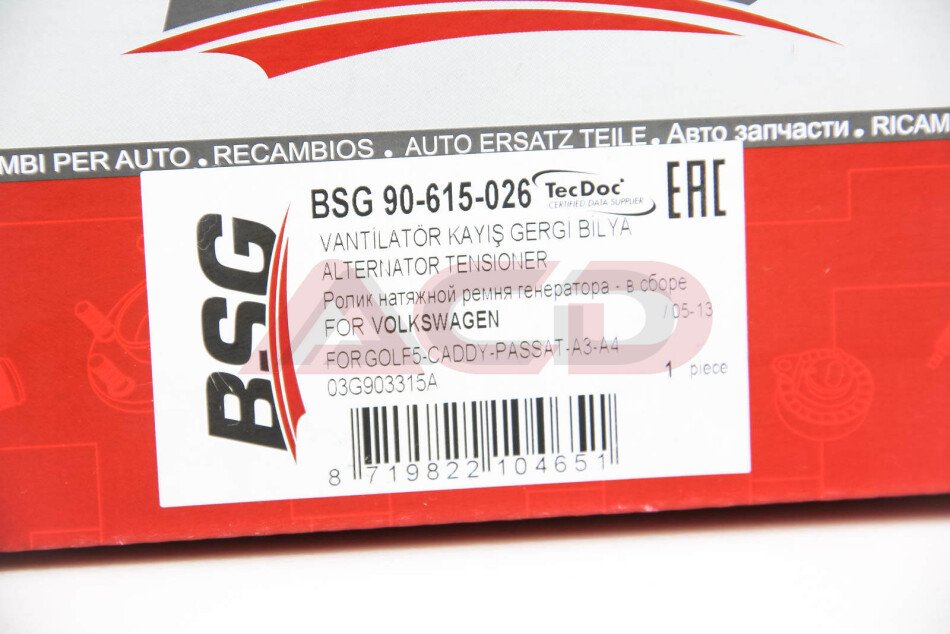 MBI PER AUTO . RECAMBIOS . AUTO ERSATZ TEILE . Авто запчасти . RICAM
BSG
BSG 90-615-026
TecDoc
CERTIFIED DATA SUPPLIER
EAC
VANTİLATÖR KAYIŞ GERGI BİLYA
ALTERNATOR TENSIONER
Ролик натяжной ремня генератора - в сборе
FOR VOLKSWAGEN
/ 05-13
FORGOLF5-CADDY-PASSAT-A3-A4
03G903315A
1 piece
8 719822 104651
ACD